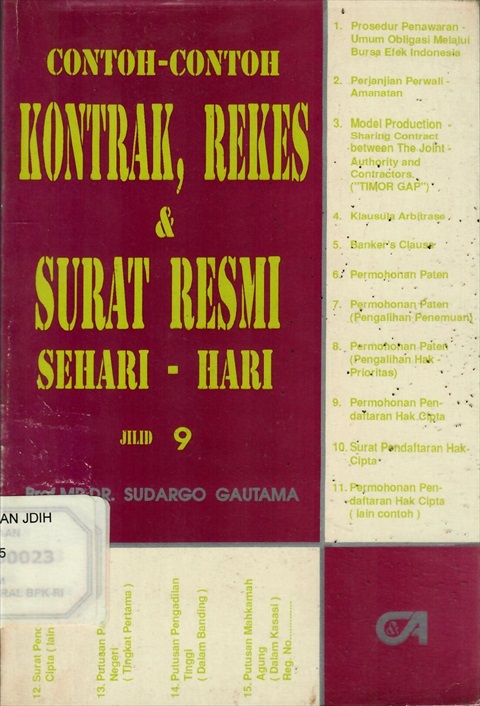 CONTOH-CONTOH
KONTRAK, REKES
&
SURAT RESMI
SEHARI - HARI
JILID 9
Prof.MR.DR. SUDARGO GAUTAMA
1. Prosedur Penawaran -
Umum Obligasi Melalui
Bursa Efek Indonesia
2. Perjanjian Perwali -
Amanatan
3. Model Production -
Sharing Contract
between The Joint -
Authority and
Contractors.
("TIMOR GAP")
4. Klausula Arbitrase
5. Banker's Clause
6. Permohonan Paten
7. Permohonan Paten
(Pengalihan Penemuan)
8. Permohonan Paten
(Pengalihan Hak -
Prioritas)
9. Permohonan Pen-
daftaran Hak Cipta
10. Surat Pendaftaran Hak-
Cipta
11. Permohonan Pen-
daftaran Hak Cipta
( lain contoh )
12. Surat Pend
Cipta ( lain
13. Putusan P
Negeri
( Tingkat Pertama )
14. Putusan Pengadilan
Tinggi
( Dalam Banding )
15. Putusan Mahkamah
Agung
( Dalam Kasasi )
Reg. No..............
AN JDIH
5
AAN
00023
RAL BPK-RI
C&A